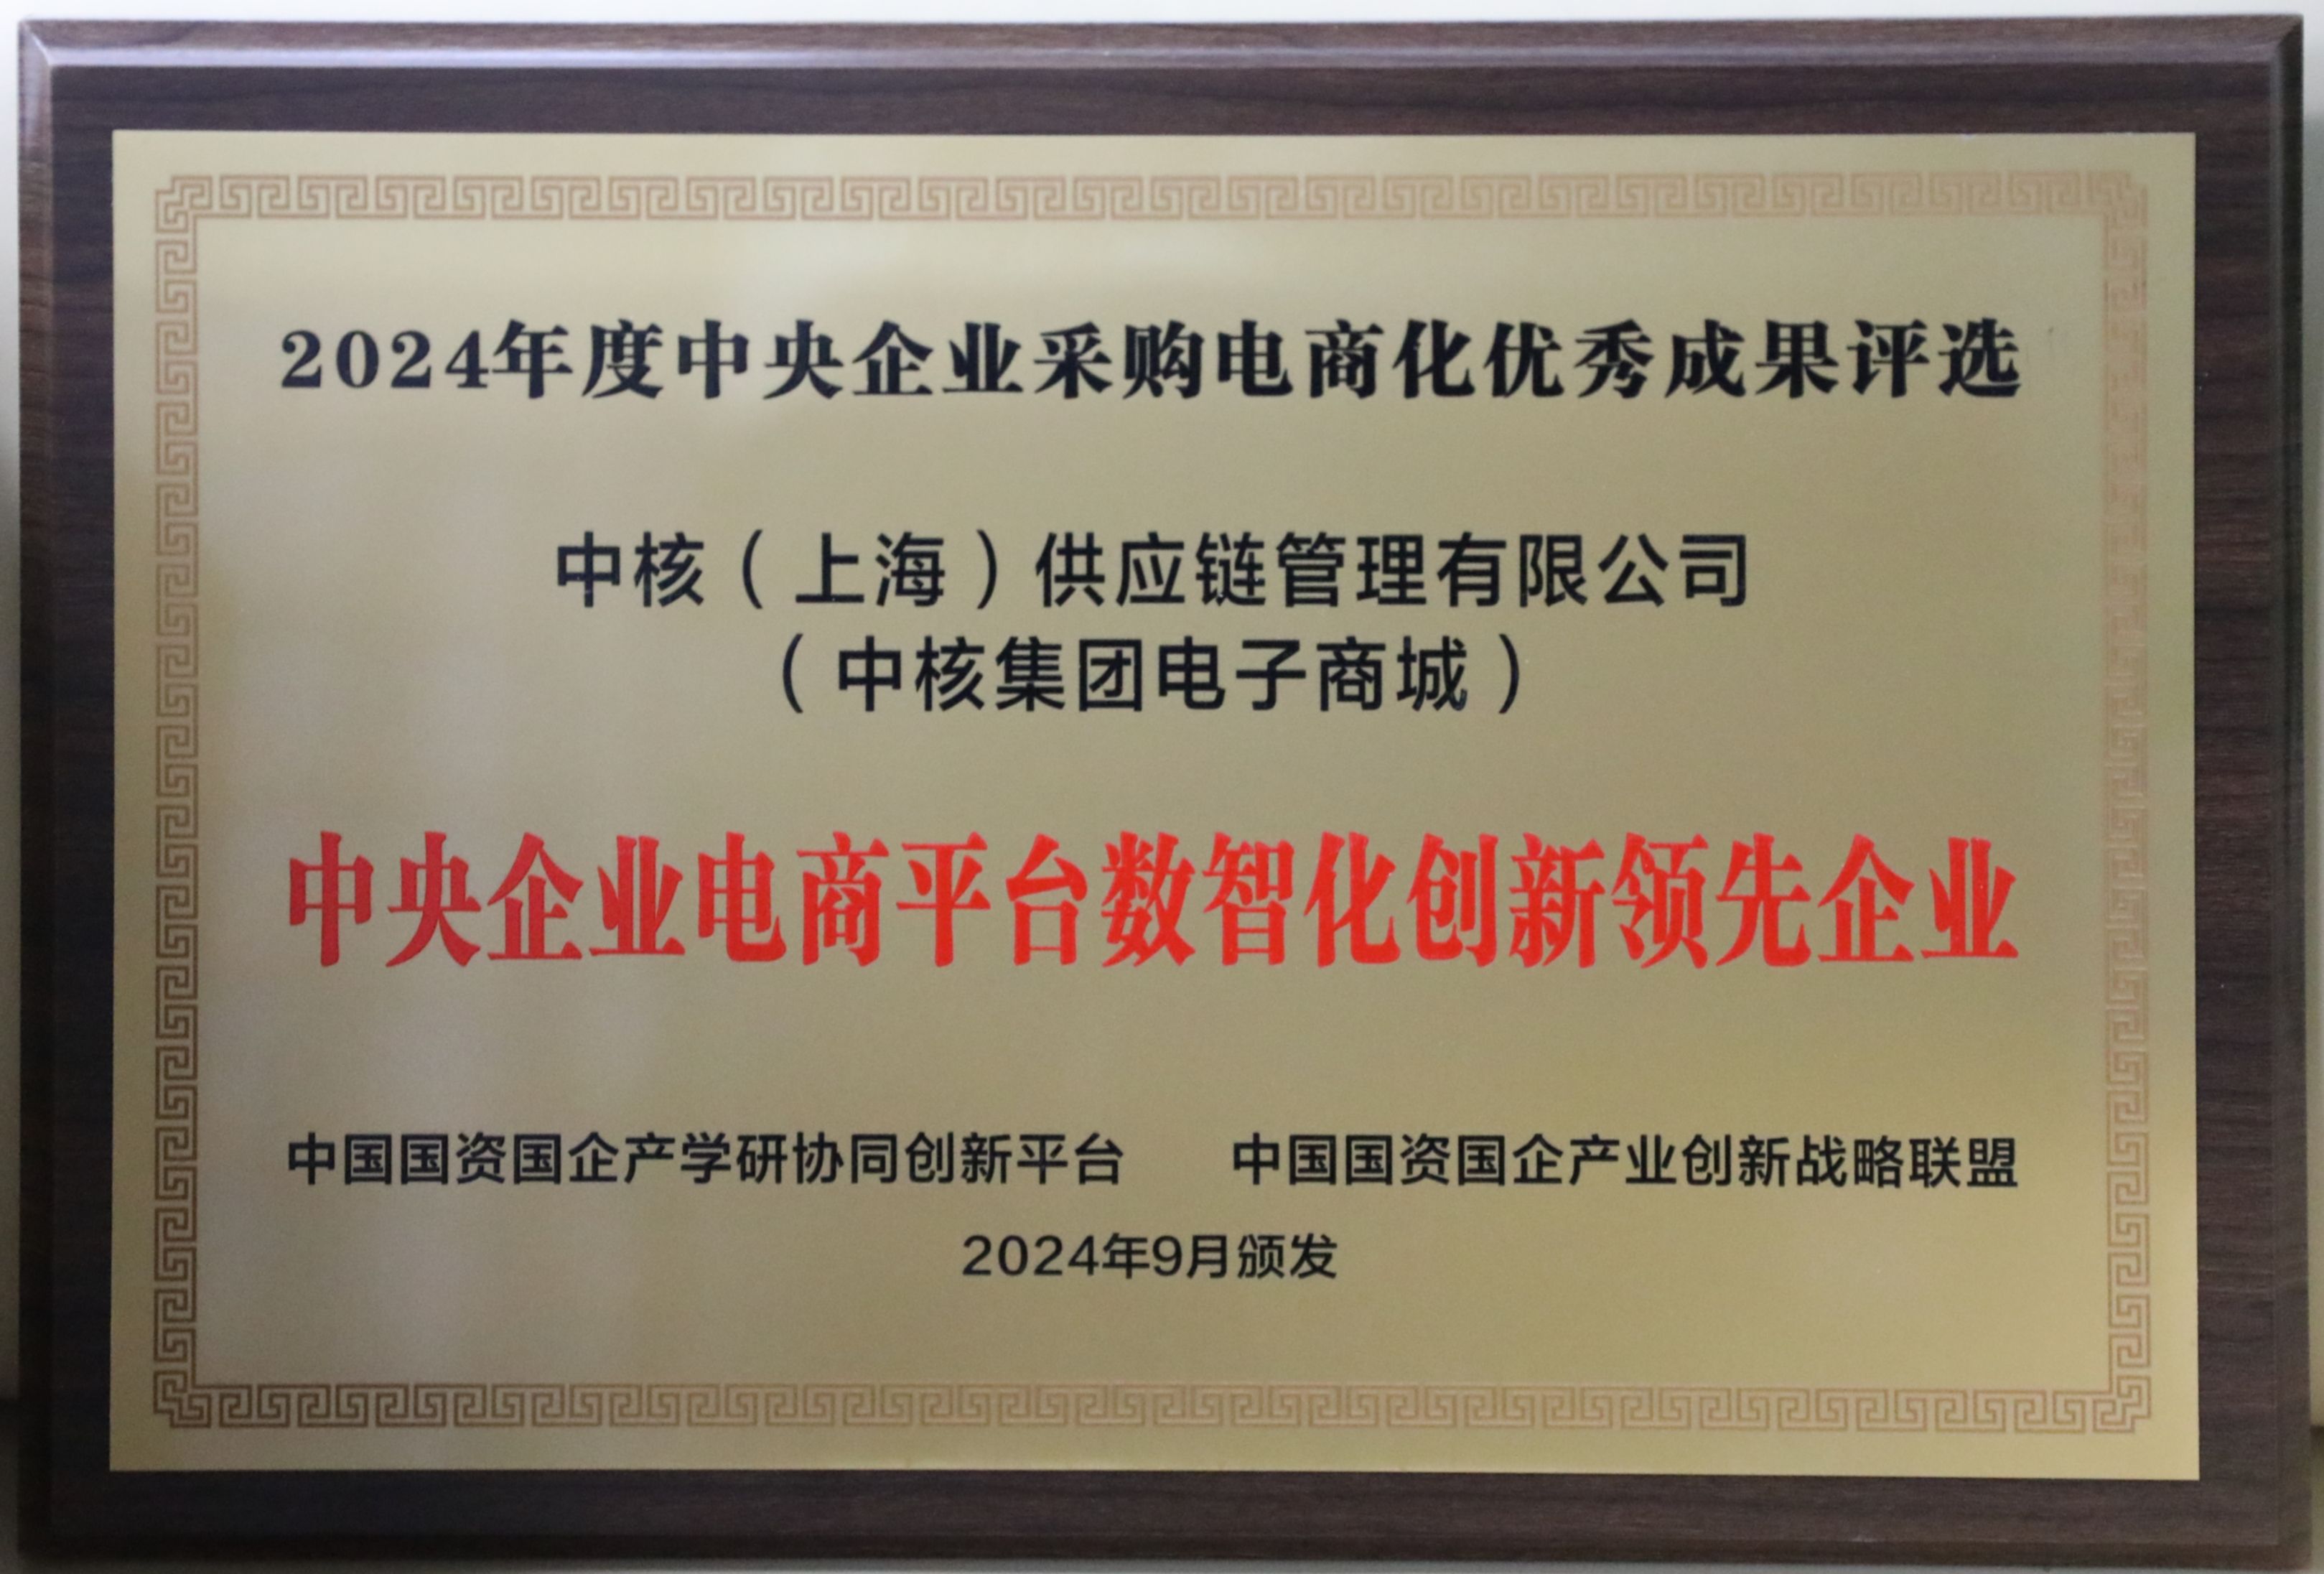 2024年度中央企业采购电商化优秀成果评选
中核（上海）供应链管理有限公司
（中核集团电子商城）
中央企业电商平台数智化创新领先企业
中国国资国企产学研协同创新平台 中国国资国企产业创新战略联盟
2024年9月颁发